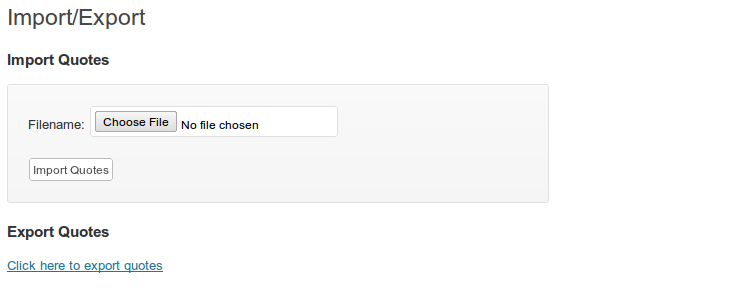 Import/Export
Import Quotes
Filename: Choose File No file chosen
Import Quotes
Export Quotes
Click here to export quotes